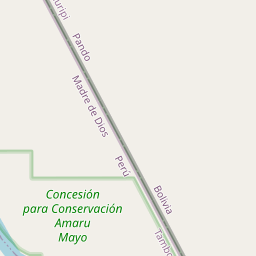 Pando
Madre de Dios
Perú
Bolivia
Concesión
para Conservación
Amaru
Mayo